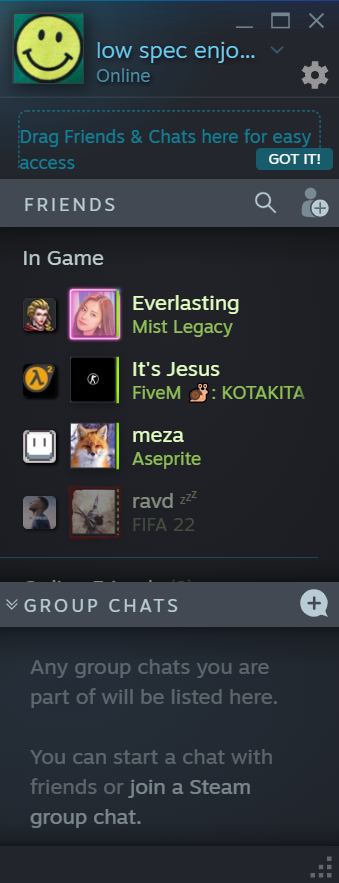 low spec enjo...
Online
Drag Friends & Chats here for easy
access
GOT IT!
FRIENDS
In Game
Everlasting
Mist Legacy
It's Jesus
FiveM 🐌: KOTAKITA
meza
Aseprite
ravd zzz
FIFA 22
GROUP CHATS
Any group chats you are
part of will be listed here.
You can start a chat with
friends or join a Steam
group chat.